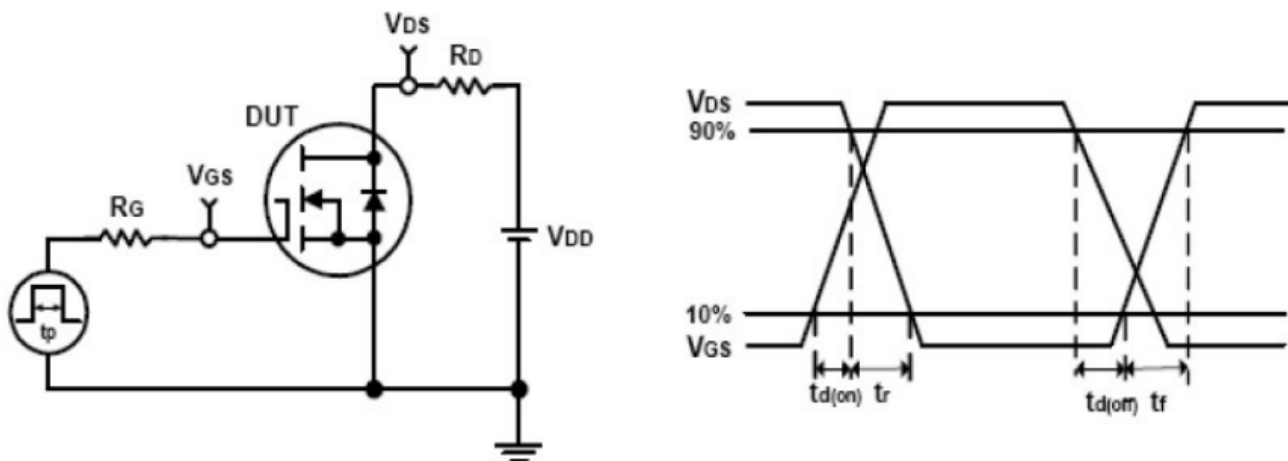 VDS
RD
DUT
VGS
RG
VDD
tp
VDS
90%
10%
VGS
td(on) tr
td(off) tf